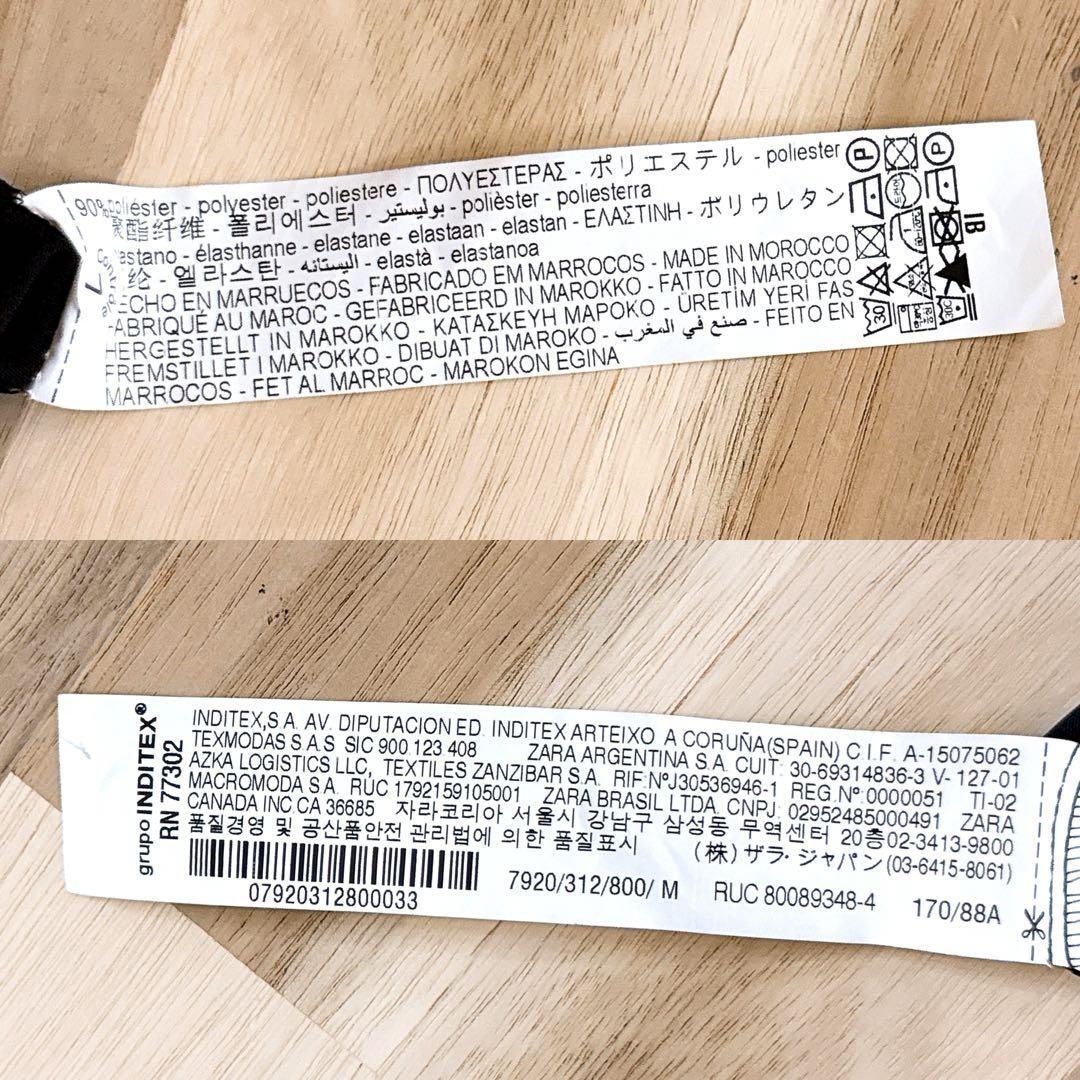 90% poliéster - polyester - poliestere - ΠΟΛΥΕΣΤΕΡΑΣ - ポリエステル - poliester
聚酯纤维 - 폴리에스터 - بوليستير - polièster - poliesterra
elastano - élasthanne - elastane - elastaan - elastan - ΕΛΑΣΤΙΝΗ - ポリウレタン
纶 - 엘라스탄 - اليستانه - elastà - elastanoa
HECHO EN MARRUECOS - FABRICADO EM MARROCOS - MADE IN MOROCCO
FABRIQUÉ AU MAROC - GEFABRICEERD IN MAROKKO - FATTO IN MAROCCO
HERGESTELLT IN MAROKKO - ΚΑΤΑΣΚΕΥΗ ΜΑΡΟΚΟ - ÜRETİM YERİ FAS
FREMSTILLET I MAROKKO - DIBUAT DI MAROKO - صنع في المغرب - FEITO EN
MARROCOS - FET AL MARROC - MAROKON EGINA
P P
30
IB
grupo INDITEX®
RN 77302
INDITEX,S.A. AV. DIPUTACION ED. INDITEX ARTEIXO A CORUÑA(SPAIN) C.I.F. A-15075062
TEXMODAS S.A.S. SIC 900 123 408 ZARA ARGENTINA S.A. CUIT: 30-69314836-3 V- 127-01
AZKA LOGISTICS LLC, TEXTILES ZANZIBAR S.A. RIF:NºJ30536946-1 REG.Nº:0000051 TI-02
MACROMODA S.A. RUC 1792159105001 ZARA BRASIL LTDA. CNPJ: 02952485000491 ZARA
CANADA INC CA 36685 자라코리아 서울시 강남구 삼성동 무역센터 20층02-3413-9800
품질경영 및 공산품안전 관리법에 의한 품질표시 (株)ザラ・ジャパン(03-6415-8061)
07920312800033 7920/312/800/ M RUC 80089348-4 170/88A